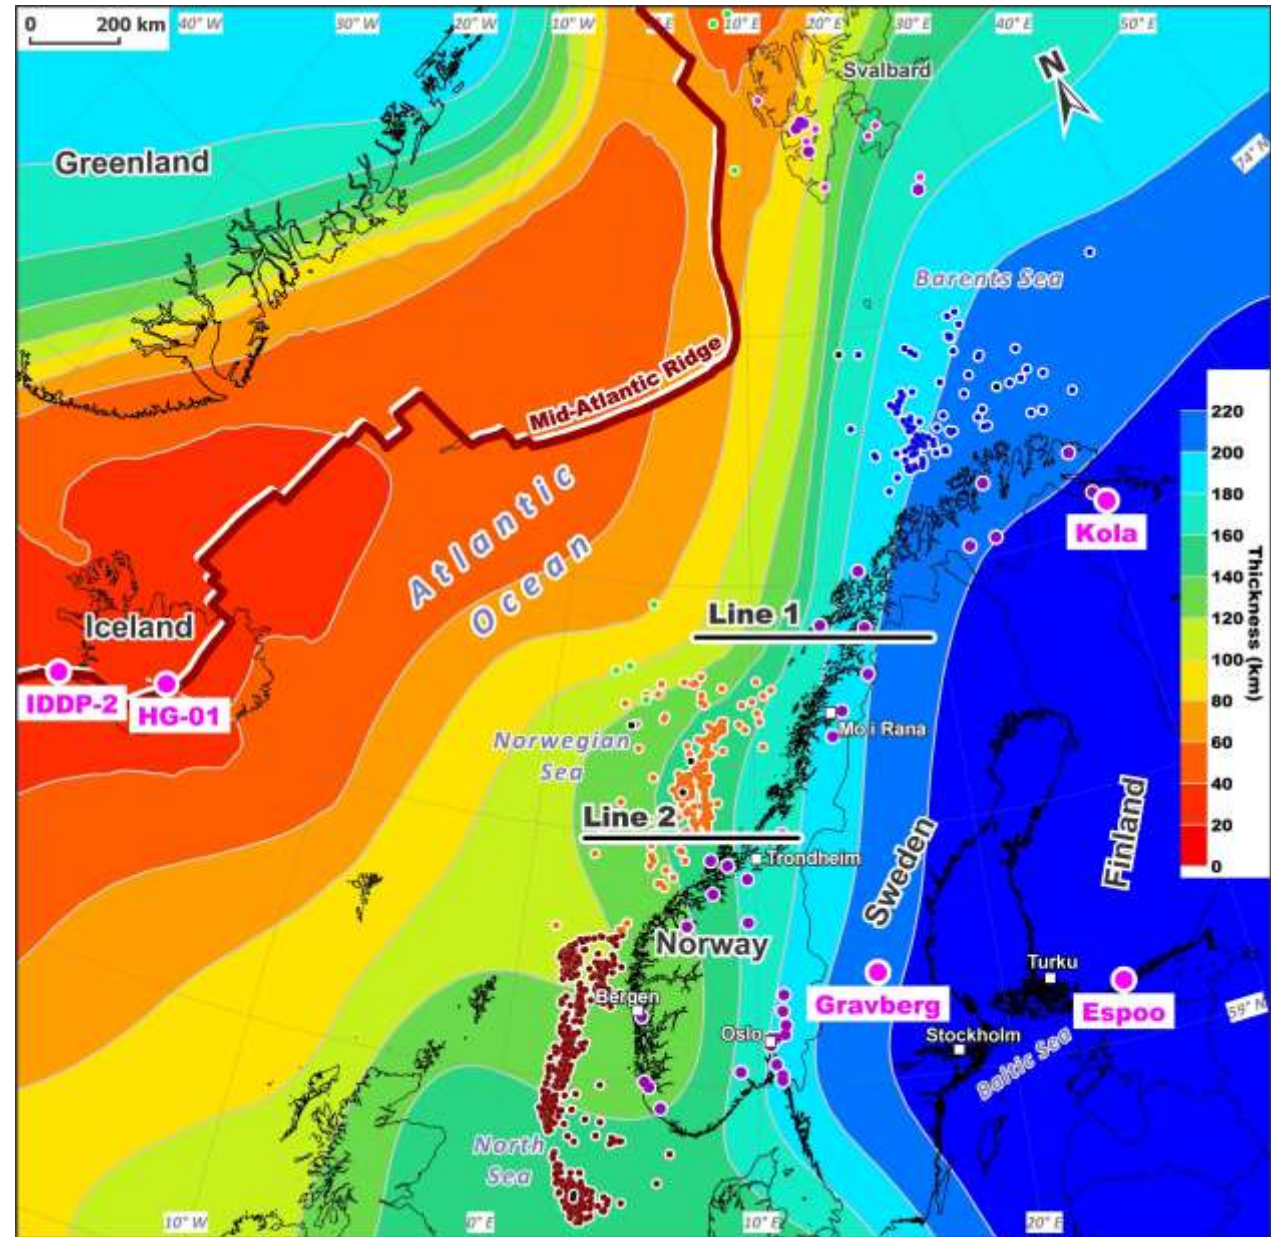 0 200 km
40° W
30° W
20° W
10° W
0° E
10° E
20° E
30° E
40° E
50° E
N
Svalbard
74° N
Greenland
Barents Sea
Mid-Atlantic Ridge
Atlantic
Ocean
220
200
180
160
140
120
100
80
60
40
20
0
Thickness (km)
Kola
Line 1
Iceland
IDDP-2
HG-01
Mo i Rana
Norwegian
Sea
Line 2
Trondheim
Sweden
Finland
Norway
Turku
Bergen
Gravberg
Espoo
59° N
Oslo
Stockholm
Baltic Sea
North
Sea
10° W
0° E
10° E
20° E